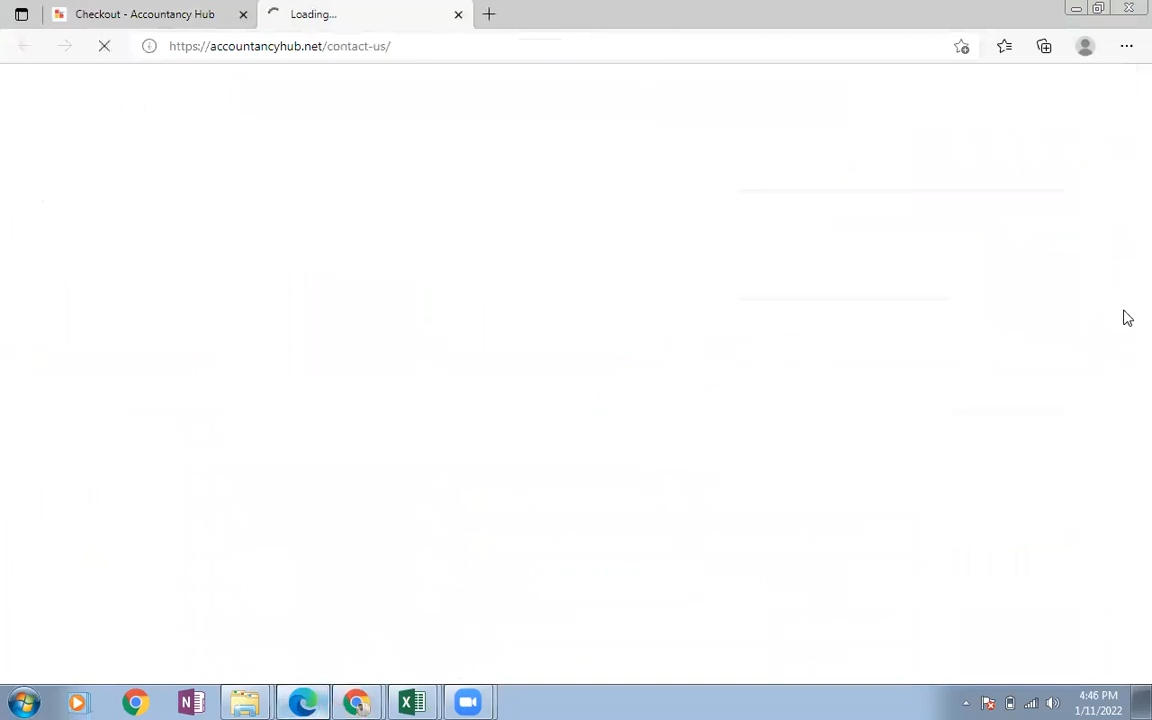 Checkout - Accountancy Hub
Loading...
https://accountancyhub.net/contact-us/
4:46 PM
1/11/2022